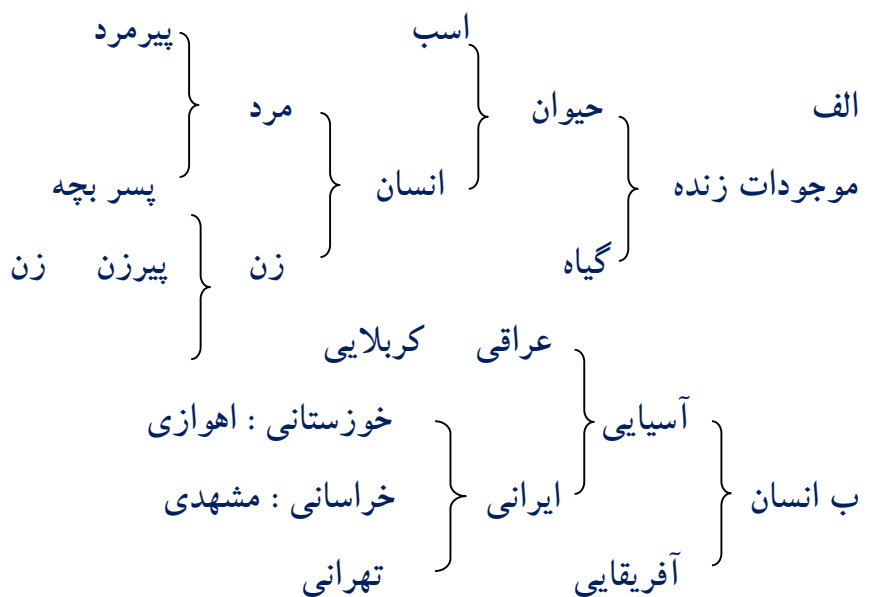 اسب پیرمرد
الف حیوان مرد
موجودات زنده انسان پسر بچه
گیاه زن پیرزن زن
عراقی کربلایی
آسیایی خوزستانی : اهوازی
ب انسان ایرانی خراسانی : مشهدی
آفریقایی تهرانی